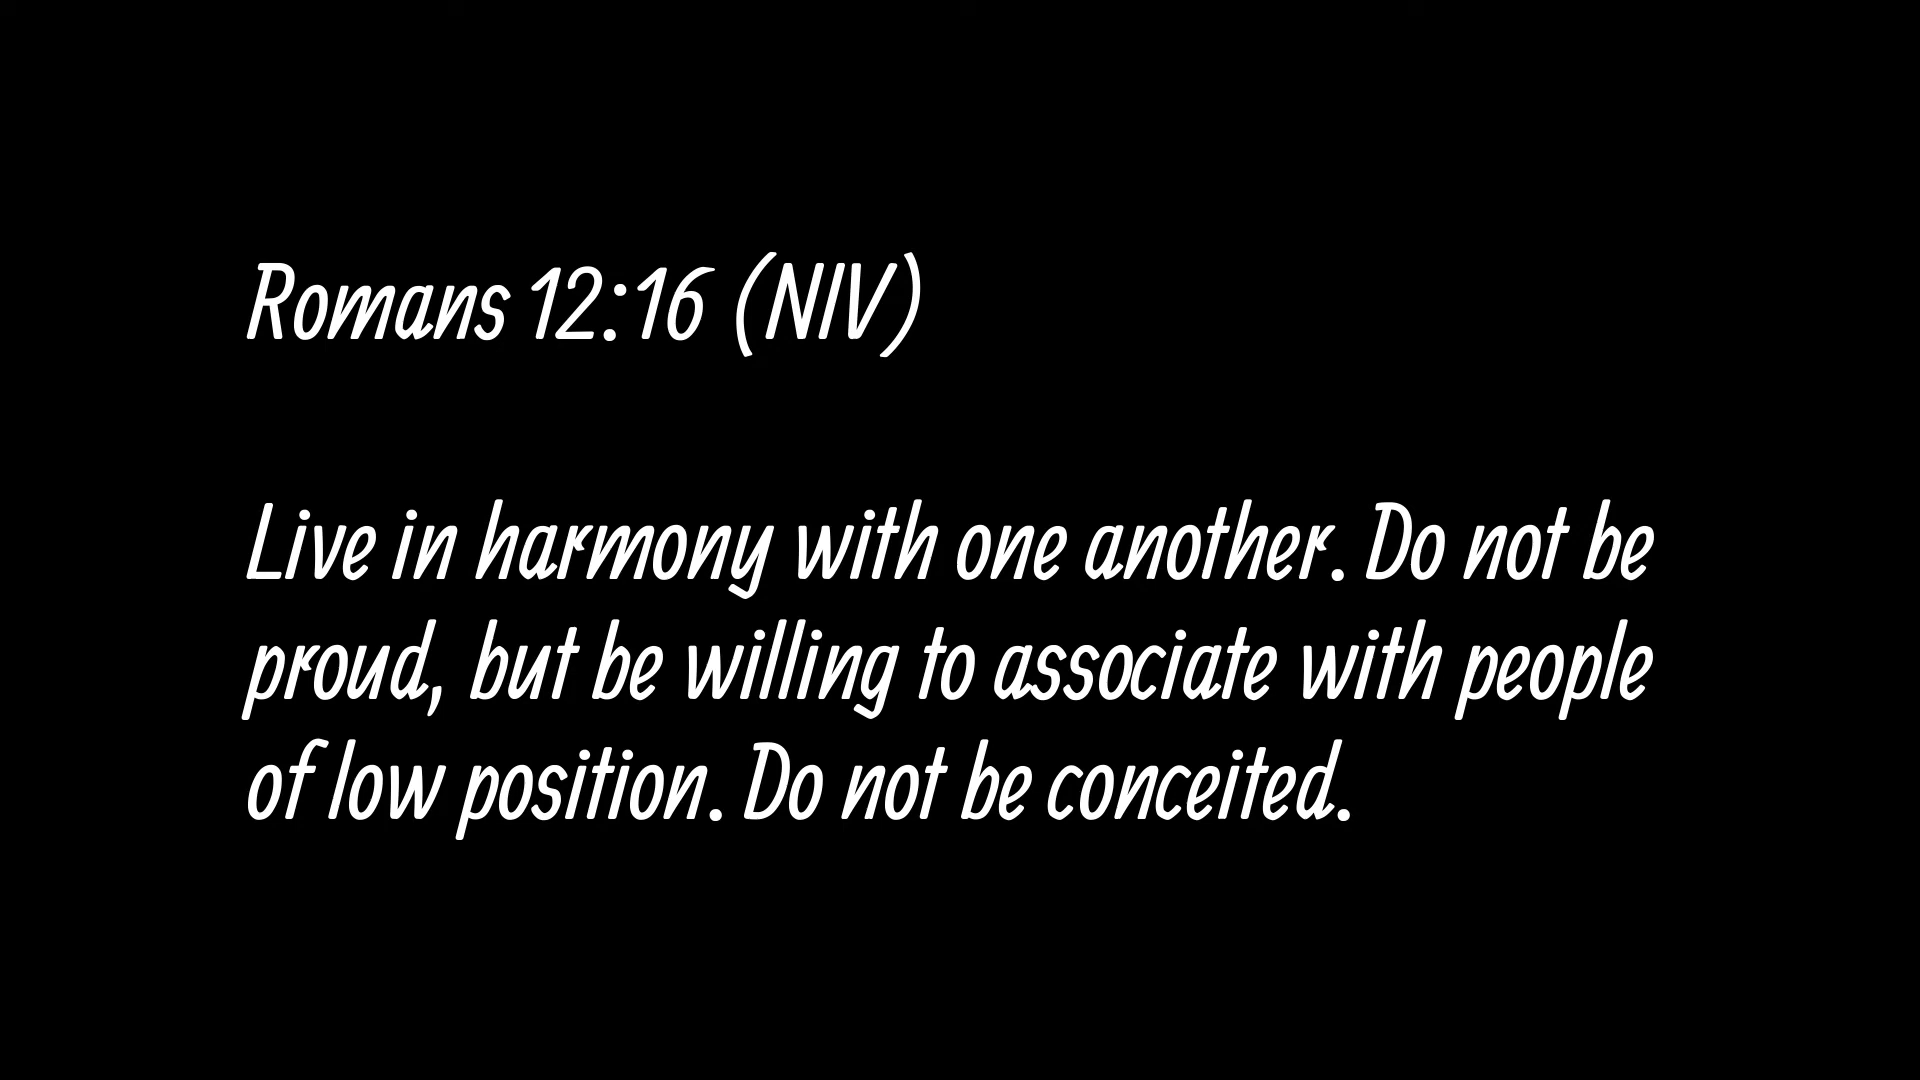 Romans 12:16 (NIV)
Live in harmony with one another. Do not be
proud, but be willing to associate with people
of low position. Do not be conceited.